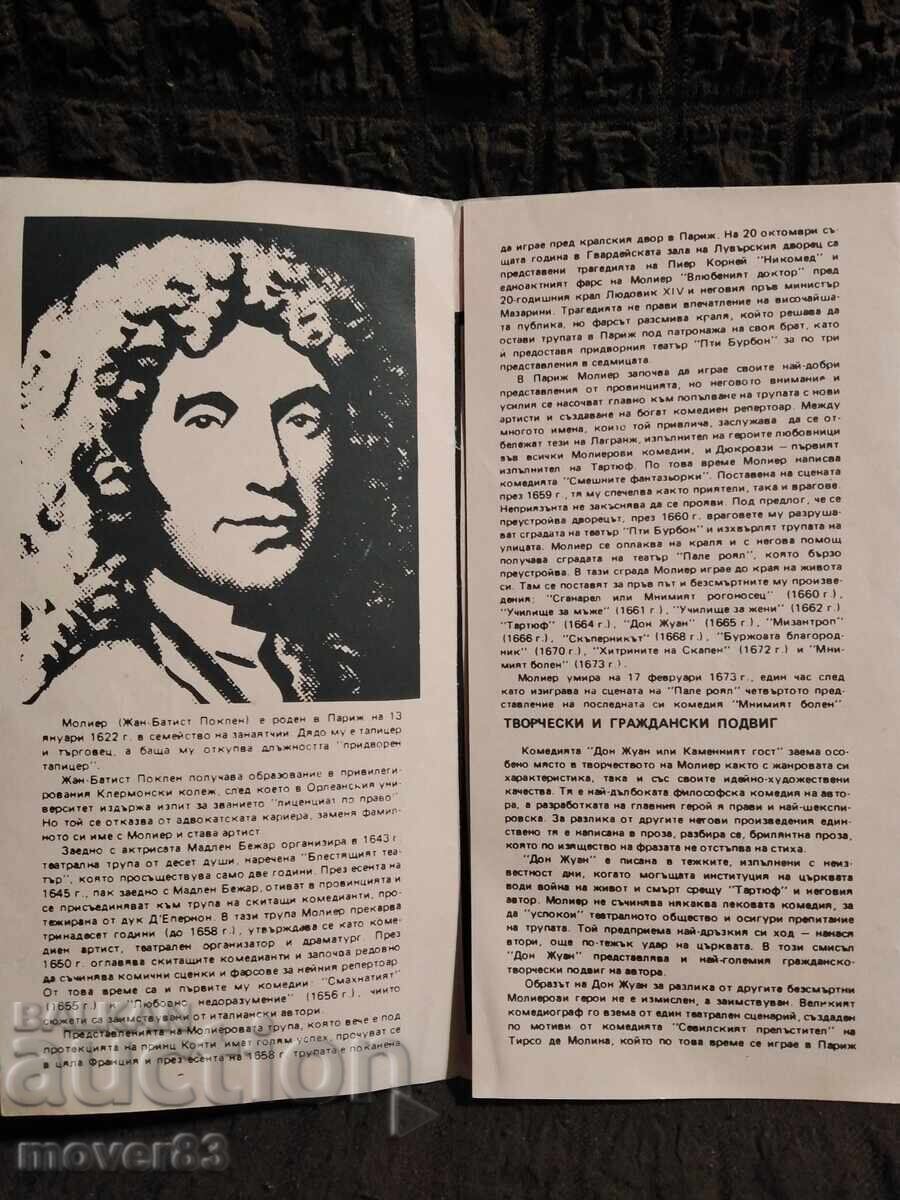 Молиер (Жан-Батист Поклен) е роден в Париж на 13
януари 1622 г. в семейство на занаятчии. Дядо му е тапицер
и търговец, а баща му откупва длъжността "придворен
тапицер".
Жан-Батист Поклен получава образование в привилеги-
рования Клермонски колеж, след което в Орлеанския уни-
верситет издържа изпит за званието "лиценциат по право"
Но той се отказва от адвокатската кариера, заменя фамил-
ното си име с Молиер и става артист.
Заедно с актрисата Мадлен Бежар организира в 1643 г.
театрална трупа от десет души, наречена "Блестящият теа-
тър", която просъществува само две години. През есента на
1645 г., пак заедно с Мадлен Бежар, отиват в провинцията и
се присъединяват към трупа на скитащи комедианти, про-
тежирана от дук Д'Еперион. В тази трупа Молиер прекарва
тринадесет години (до 1658 г.), утвърждава се като коме-
диен артист, театрален организатор и драматург. През
1650 г. оглавява скитащите комедианти и започва редовно
да съчинява комични сценки и фарсове за нейния репертоар
От това време са и първите му комедии: "Смахнатият"
(1655 г.) и "Любовно недоразумение" (1656 г.), чиито
сюжети са заимствувани от италиански автори.
Представленията на Молиеровата трупа, която вече е под
протекцията на принц Конти имат голям успех, прочуват се
в цяла Франция и през есента на 1658 г. трупата е поканена
да играе пред кралския двор в Париж. На 20 октомври съ-
щата година в Гвардейската зала на Луврския дворец са
представени трагедията на Пиер Корней "Никомед" и
едноактният фарс на Молиер "Влюбеният доктор" пред
20-годишния крал Людовик XIV и неговия пръв министър
Мазарини. Трагедията не прави впечатление на височайша-
та публика, но фарсът разсмива краля, който решава да
остави трупата в Париж под патронажа на своя брат, като
ѝ предоставя придворния театър "Пти Бурбон" за по три
представления в седмицата.
В Париж Молиер започва да играе своите най-добри
представления от провинцията, но неговото внимание и
усилия се насочват главно към попълване на трупата с нови
артисти и създаване на богат комедиен репертоар. Между
многото имена, които той привлича, заслужава да се от-
бележат тези на Лагранж, изпълнител на героите любовници
във всички Молиерови комедии, и Дюкроази – първият
изпълнител на Тартюф. По това време Молиер написва
комедията "Смешните фантазьорки". Поставена на сцената
през 1659 г., тя му спечелва както приятели, така и врагове.
Неприязънта не закъснява да се прояви. Под предлог, че се
преустройва дворецът, през 1660 г. враговете му разруша-
ват сградата на театър "Пти Бурбон" и изхвърлят трупата на
улицата. Молиер се оплаква на краля и с негова помощ
получава сградата на театър "Пале роял", която бързо
преустройва. В тази сграда Молиер играе до края на живота
си. Там се поставят за пръв път и безсмъртните му произве-
дения: "Сганарел или Мнимият рогоносец" (1660 г.),
"Училище за мъже" (1661 г.), "Училище за жени" (1662 г.)
"Тартюф" (1664 г.), "Дон Жуан" (1665 г.), "Мизантроп"
(1666 г.), "Скъперникът" (1668 г.), "Буржовата благород-
ник" (1670 г.), "Хитрините на Скапен" (1672 г.) и "Мни-
мият болен" (1673 г.).
Молиер умира на 17 февруари 1673 г., един час след
като изиграва на сцената на "Пале роял" четвъртото пред-
ставление на последната си комедия "Мнимият болен"
ТВОРЧЕСКИ И ГРАЖДАНСКИ ПОДВИГ
Комедията "Дон Жуан или Каменният гост" заема осо-
бено място в творчеството на Молиер както с жанровата си
характеристика, така и със своите идейно-художествени
качества. Тя е най-дълбоката философска комедия на авто-
ра, а разработката на главния герой я прави и най-шекспи-
ровска. За разлика от другите негови произведения един-
ствено тя е написана в проза, разбира се, брилянтна проза,
която по изящество на фразата не отстъпва на стиха.
"Дон Жуан" е писана в тежките, изпълнени с неиз-
вестност дни, когато могъщата институция на църквата
води война на живот и смърт срещу "Тартюф" и неговия
автор. Молиер не съчинява някаква лековата комедия, за
да "успокои" театралното общество и осигури препитание
на трупата. Той предприема най-дръзкия си ход – нанася
втори, още по-тежък удар на църквата. В този смисъл
"Дон Жуан" представлява и най-големия гражданско-
творчески подвиг на автора.
Образът на Дон Жуан за разлика от другите безсмъртни
Молиерови герои не е измислен, а заимствуван. Великият
комедиограф го взема от един театрален сценарий, създаден
по мотиви от комедията "Севилският прелъстител" на
Тирсо де Молина, който по това време се играе в Париж
auction
mover83